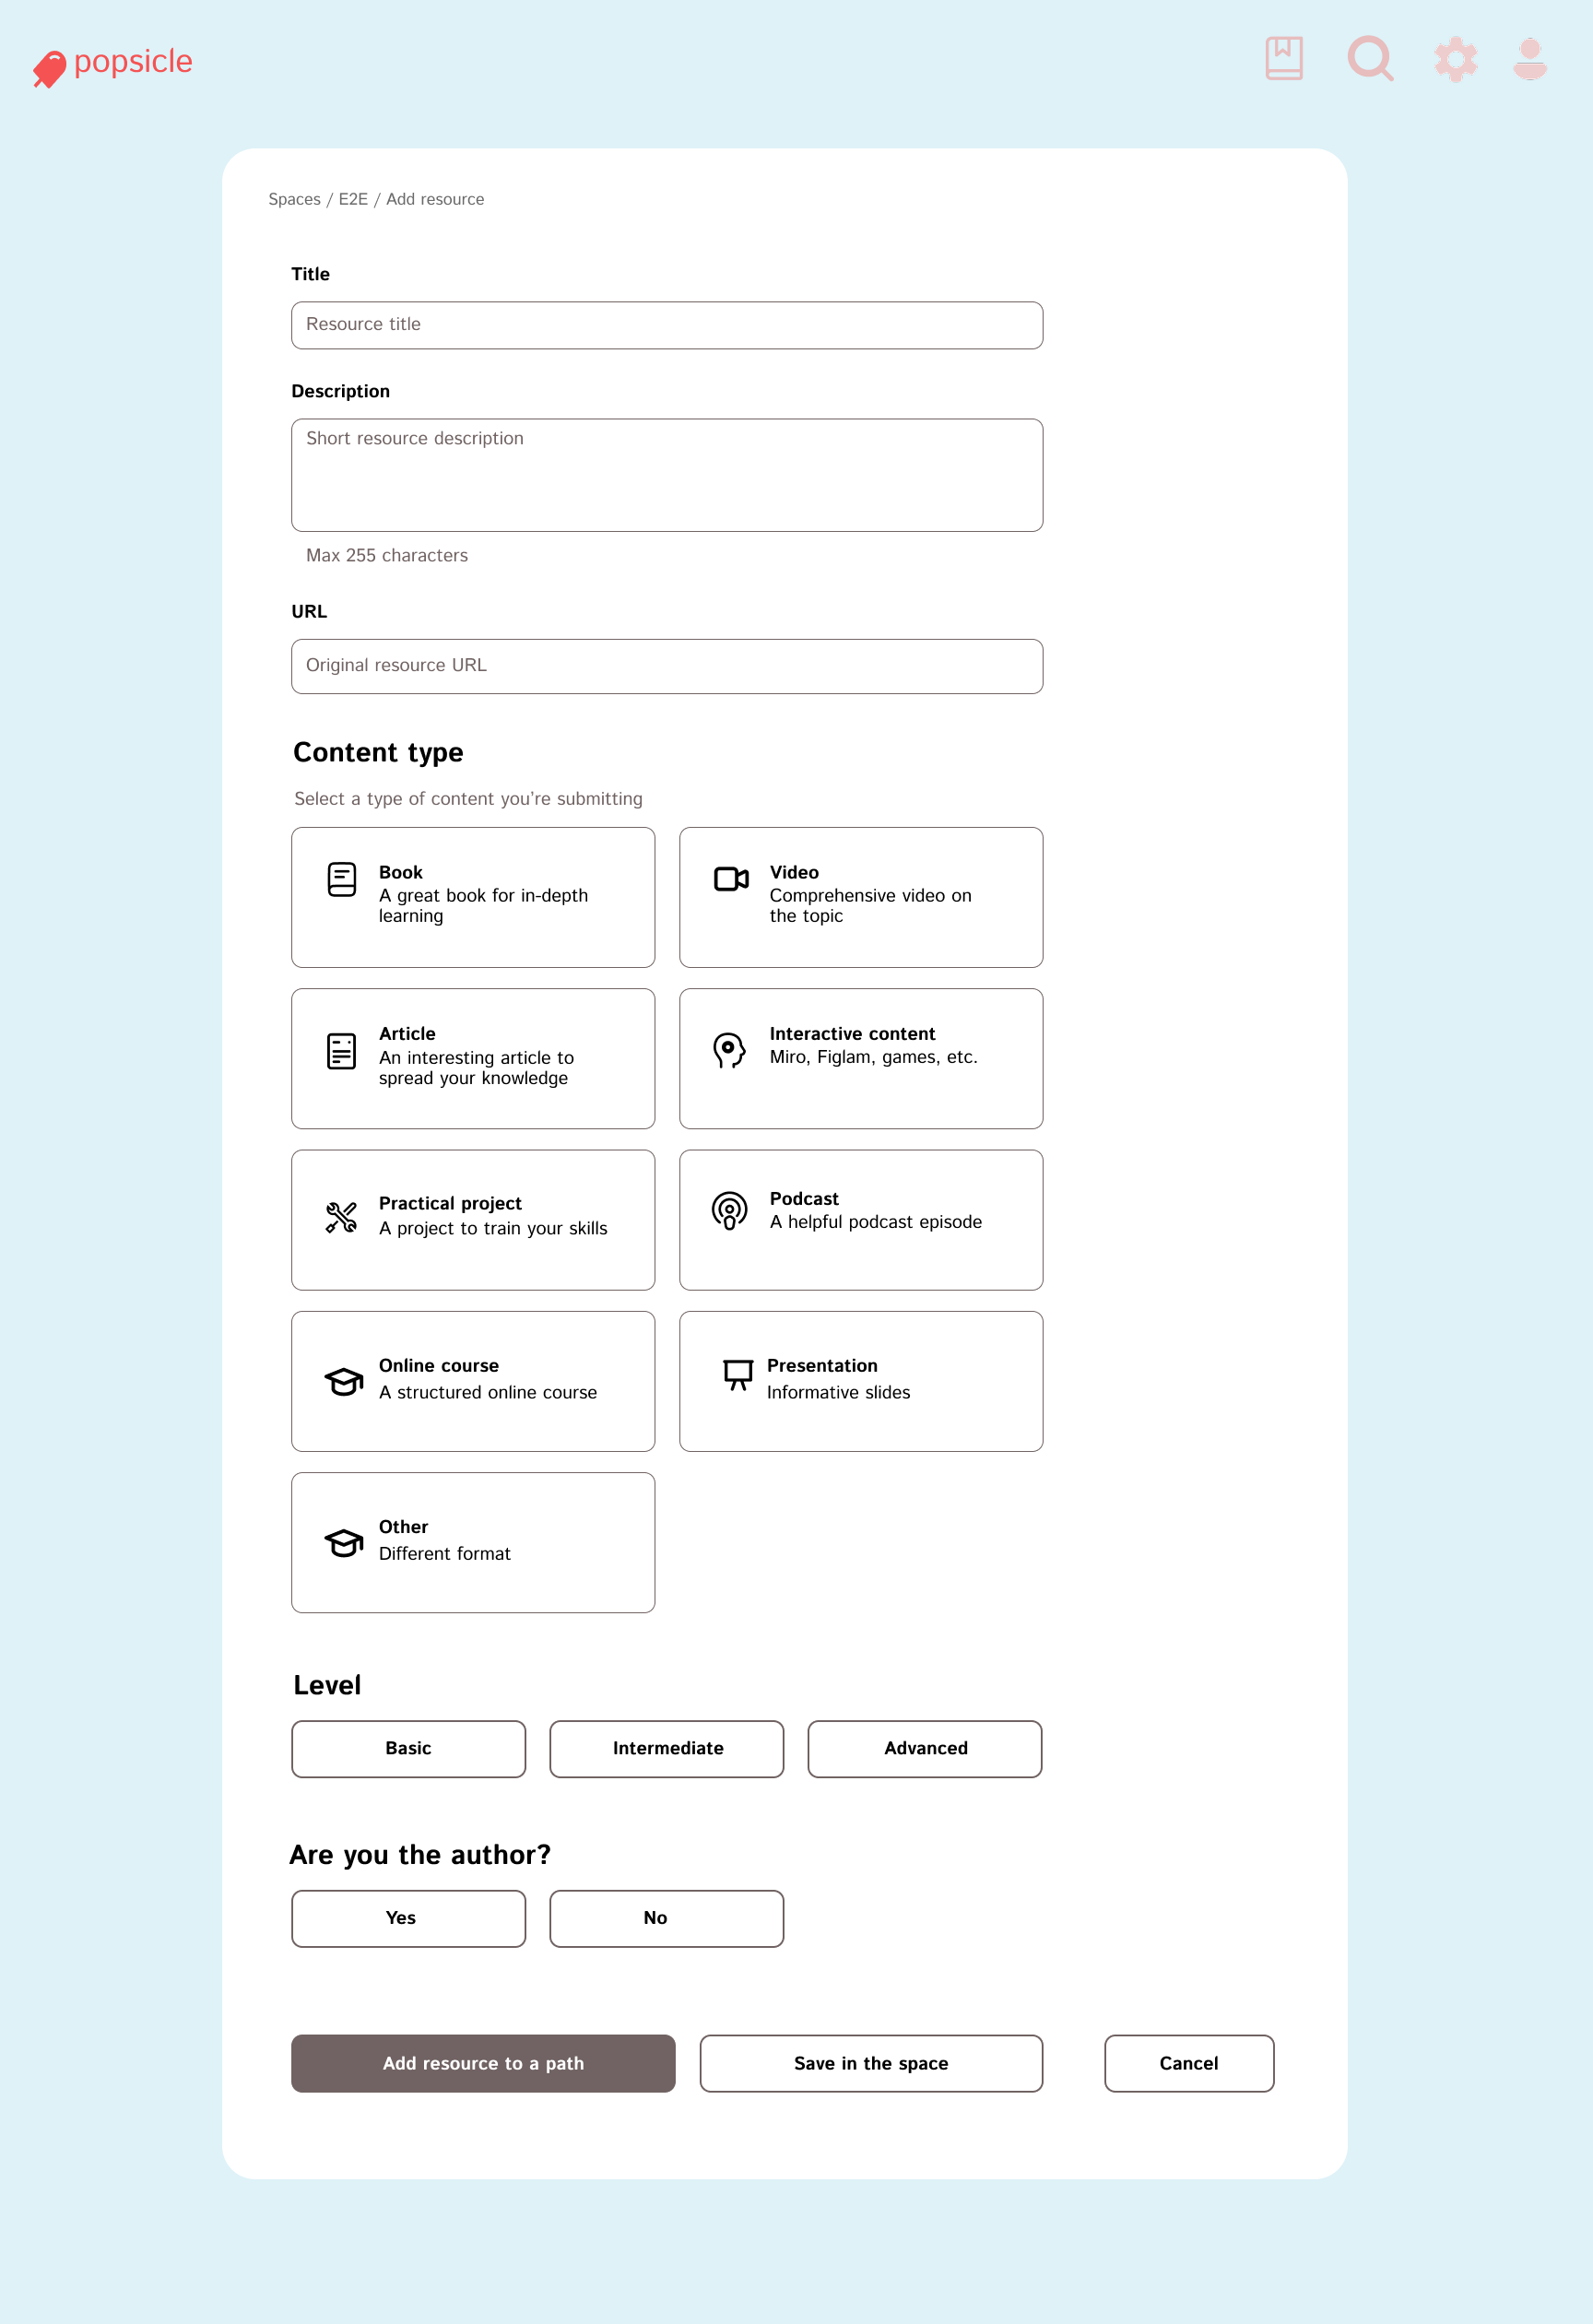 popsicle
Spaces / E2E / Add resource
Title
Resource title
Description
Short resource description
Max 255 characters
URL
Original resource URL
Content type
Select a type of content you’re submitting
Book
A great book for in-depth
learning
Video
Comprehensive video on
the topic
Article
An interesting article to
spread your knowledge
Interactive content
Miro, Figlam, games, etc.
Practical project
A project to train your skills
Podcast
A helpful podcast episode
Online course
A structured online course
Presentation
Informative slides
Other
Different format
Level
Basic
Intermediate
Advanced
Are you the author?
Yes
No
Add resource to a path
Save in the space
Cancel